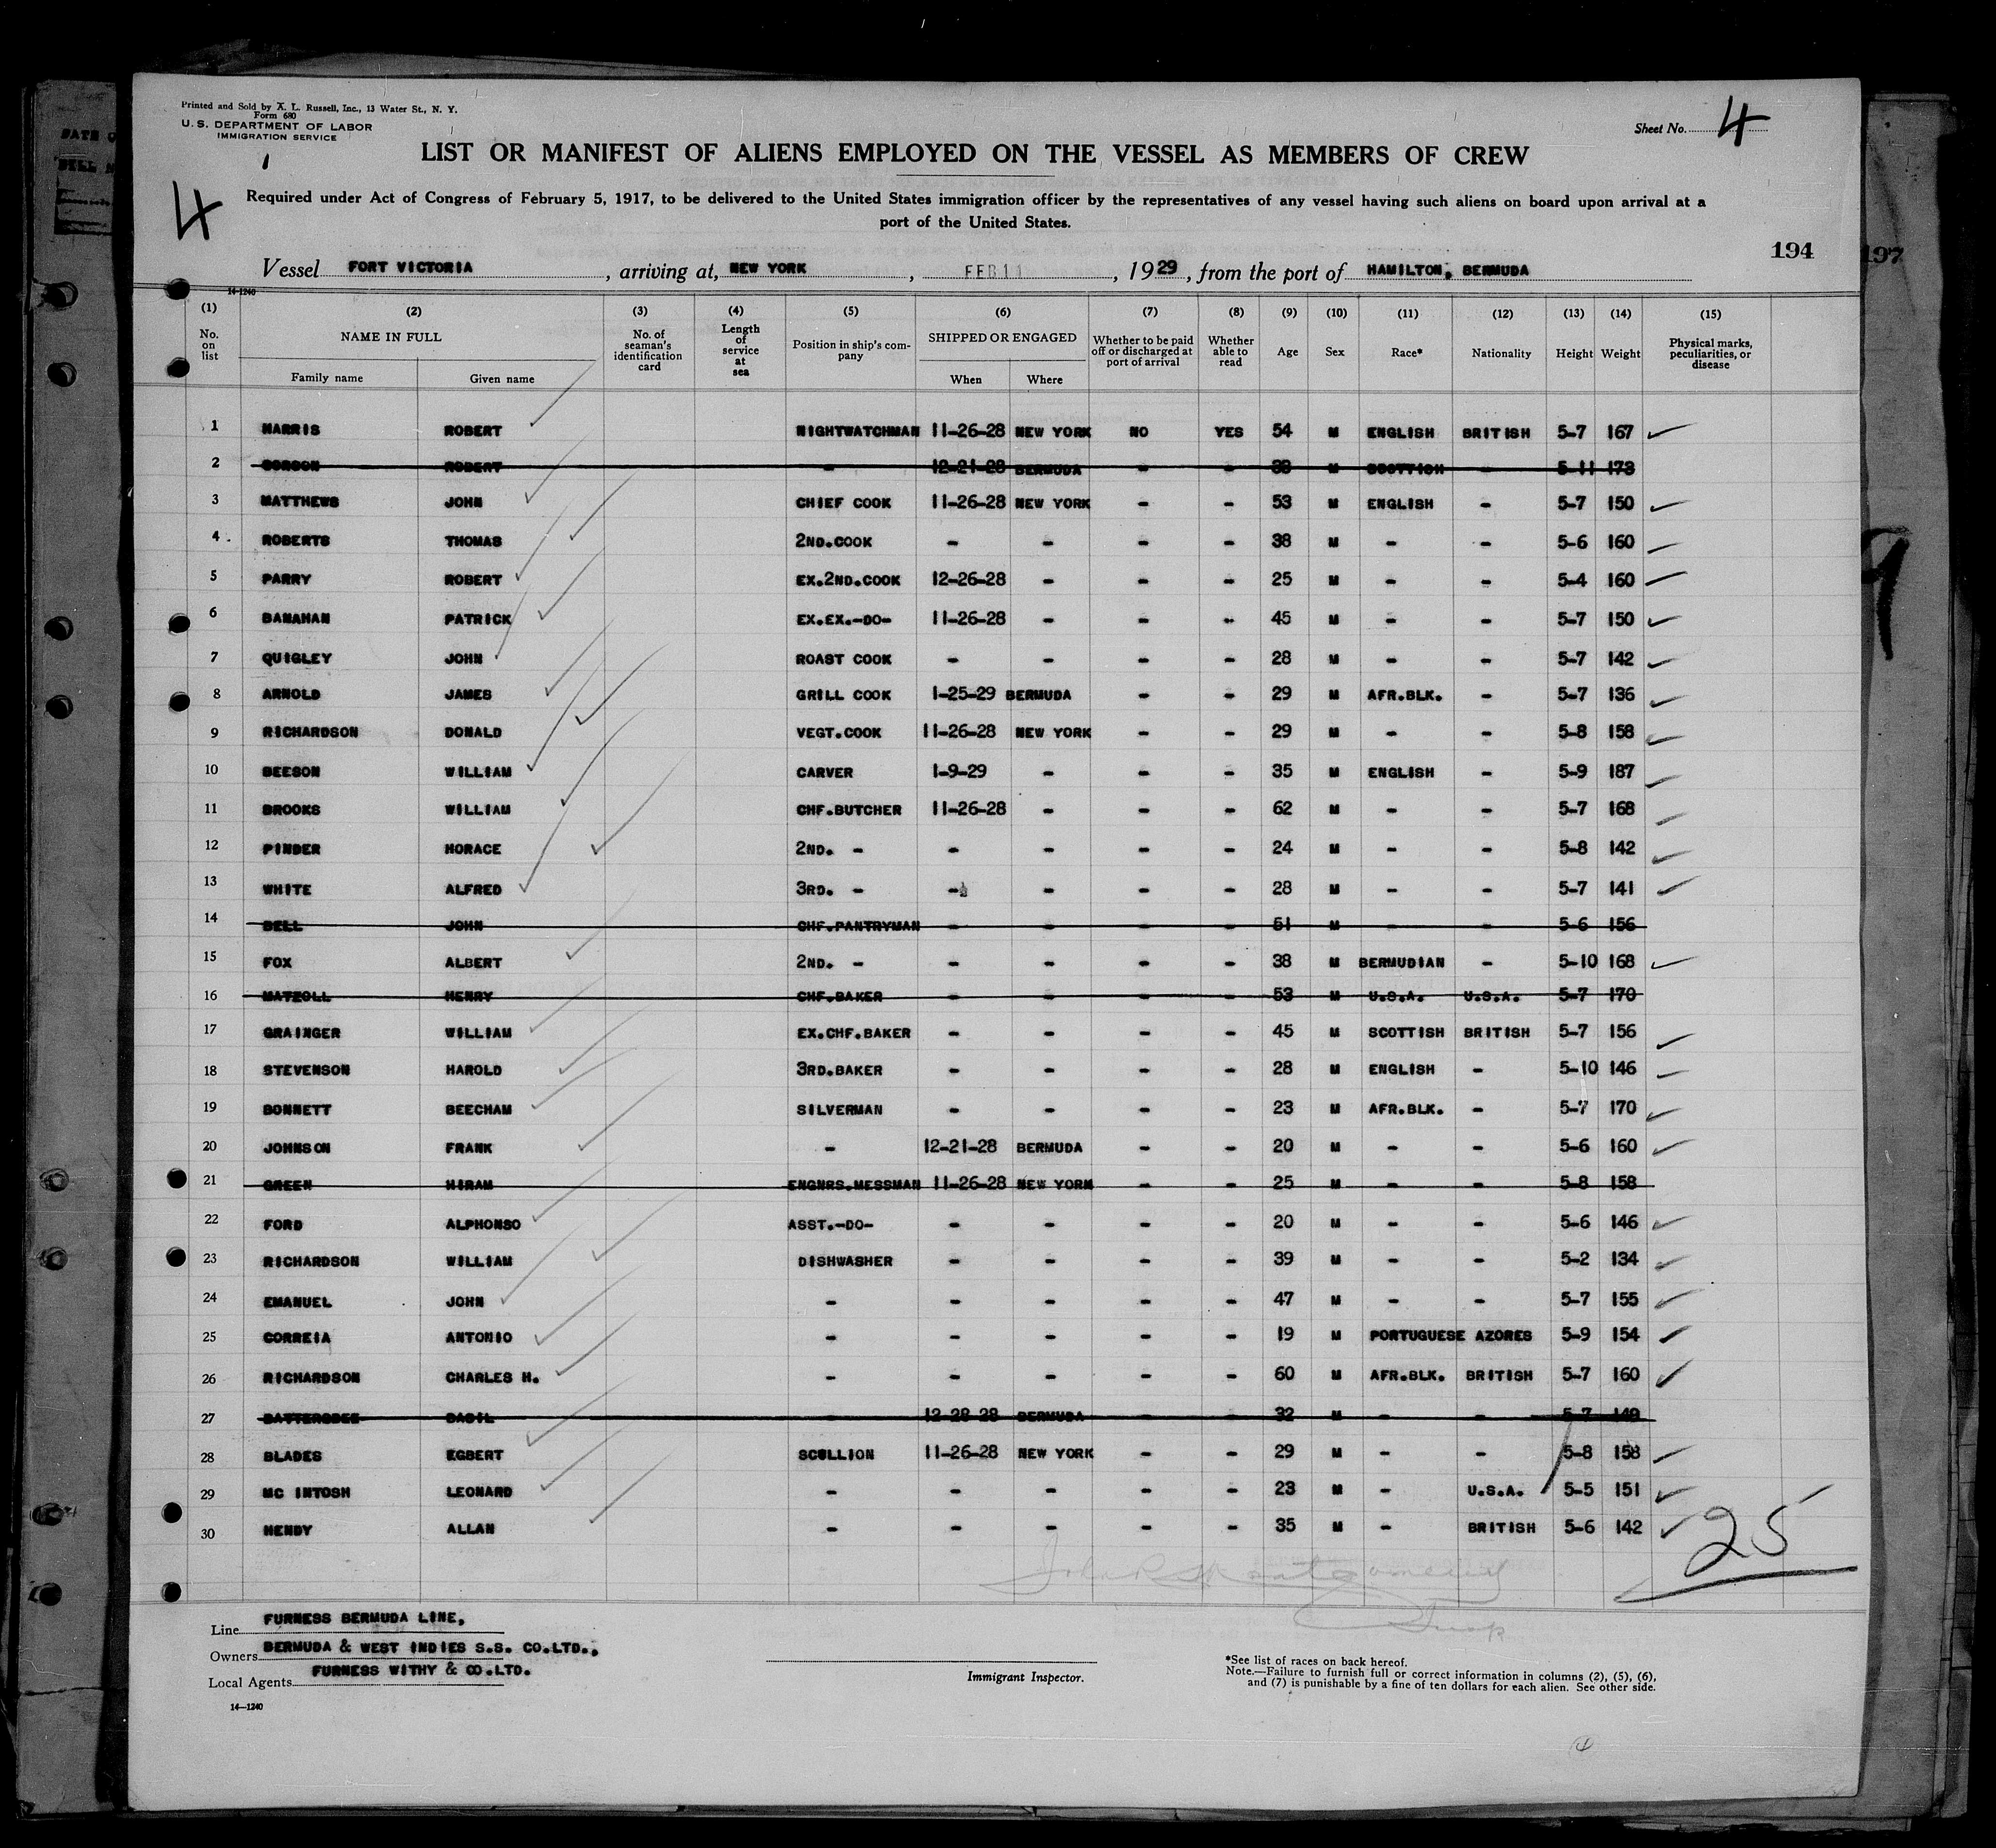 Printed and Sold by A. L. Russell, Inc., 13 Water St., N. Y.
Form 680
U. S. DEPARTMENT OF LABOR
IMMIGRATION SERVICE
Sheet No. 4
LIST OR MANIFEST OF ALIENS EMPLOYED ON THE VESSEL AS MEMBERS OF CREW
4
Required under Act of Congress of February 5, 1917, to be delivered to the United States immigration officer by the representatives of any vessel having such aliens on board upon arrival at a
port of the United States.
194
197
Vessel FORT VICTORIA, arriving at, NEW YORK, FEB 11, 1929, from the port of HAMILTON, BERMUDA
14-1240
(1) (2) (3) (4) (5) (6) (7) (8) (9) (10) (11) (12) (13) (14) (15)
No. on list NAME IN FULL No. of seaman's identification card Length of service at sea Position in ship's company SHIPPED OR ENGAGED Whether to be paid off or discharged at port of arrival Whether able to read Age Sex Race* Nationality Height Weight Physical marks, peculiarities, or disease
Family name Given name When Where
1 HARRIS ROBERT NIGHTWATCHMAN 11-26-28 NEW YORK NO YES 54 M ENGLISH BRITISH 5-7 167
2 GORDON ROBERT - 12-21-28 BERMUDA - - 38 M SCOTTISH - 5-11 173
3 MATTHEWS JOHN CHIEF COOK 11-26-28 NEW YORK - - 53 M ENGLISH - 5-7 150
4 ROBERTS THOMAS 2ND.COOK - - - - 38 M - - 5-6 160
5 PARRY ROBERT EX.2ND.COOK 12-26-28 - - - 25 M - - 5-4 160
6 BANAHAN PATRICK EX.EX.-DO- 11-26-28 - - - 45 M - - 5-7 150
7 QUIGLEY JOHN ROAST COOK - - - - 28 M - - 5-7 142
8 ARNOLD JAMES GRILL COOK 1-25-29 BERMUDA - - 29 M AFR.BLK. - 5-7 136
9 RICHARDSON DONALD VEGT.COOK 11-26-28 NEW YORK - - 29 M - - 5-8 158
10 BEESON WILLIAM CARVER 1-9-29 - - - 35 M ENGLISH - 5-9 187
11 BROOKS WILLIAM CHF.BUTCHER 11-26-28 - - - 62 M - - 5-7 168
12 PINDER HORACE 2ND. - - - - - 24 M - - 5-8 142
13 WHITE ALFRED 3RD. - - - - - 28 M - - 5-7 141
14 BELL JOHN CHF.PANTRYMAN - - - - 51 M - - 5-6 156
15 FOX ALBERT 2ND. - - - - - 38 M BERMUDIAN - 5-10 168
16 MATZOLL HENRY CHF.BAKER - - - - 53 M U.S.A. U.S.A. 5-7 170
17 GRAINGER WILLIAM EX.CHF.BAKER - - - - 45 M SCOTTISH BRITISH 5-7 156
18 STEVENSON HAROLD 3RD.BAKER - - - - 28 M ENGLISH - 5-10 146
19 BONNETT BEECHAM SILVERMAN - - - - 23 M AFR.BLK. - 5-7 170
20 JOHNSON FRANK - 12-21-28 BERMUDA - - 20 M - - 5-6 160
21 GREEN HIRAM ENGNRS.MESSMAN 11-26-28 NEW YORK - - 25 M - - 5-8 158
22 FORD ALPHONSO ASST.-DO- - - - - 20 M - - 5-6 146
23 RICHARDSON WILLIAM DISHWASHER - - - - 39 M - - 5-2 134
24 EMANUEL JOHN - - - - - 47 M - - 5-7 155
25 CORREIA ANTONIO - - - - - 19 M PORTUGUESE AZORES 5-9 154
26 RICHARDSON CHARLES H. - - - - - 60 M AFR.BLK. BRITISH 5-7 160
27 BATTERSBEE BASIL - 12-28-28 BERMUDA - - 32 M - - 5-7 149
28 BLADES EGBERT SCULLION 11-26-28 NEW YORK - - 29 M - - 5-8 158
29 MC INTOSH LEONARD - - - - - 23 M - U.S.A. 5-5 151
30 HENDY ALLAN - - - - - 35 M - BRITISH 5-6 142
25
John R Montgomery
Insp
Line FURNESS BERMUDA LINE,
Owners BERMUDA & WEST INDIES S.S. CO.LTD.,
Local Agents FURNESS WITHY & CO.LTD.
14-1240
Immigrant Inspector.
*See list of races on back hereof.
Note.—Failure to furnish full or correct information in columns (2), (5), (6),
and (7) is punishable by a fine of ten dollars for each alien. See other side.